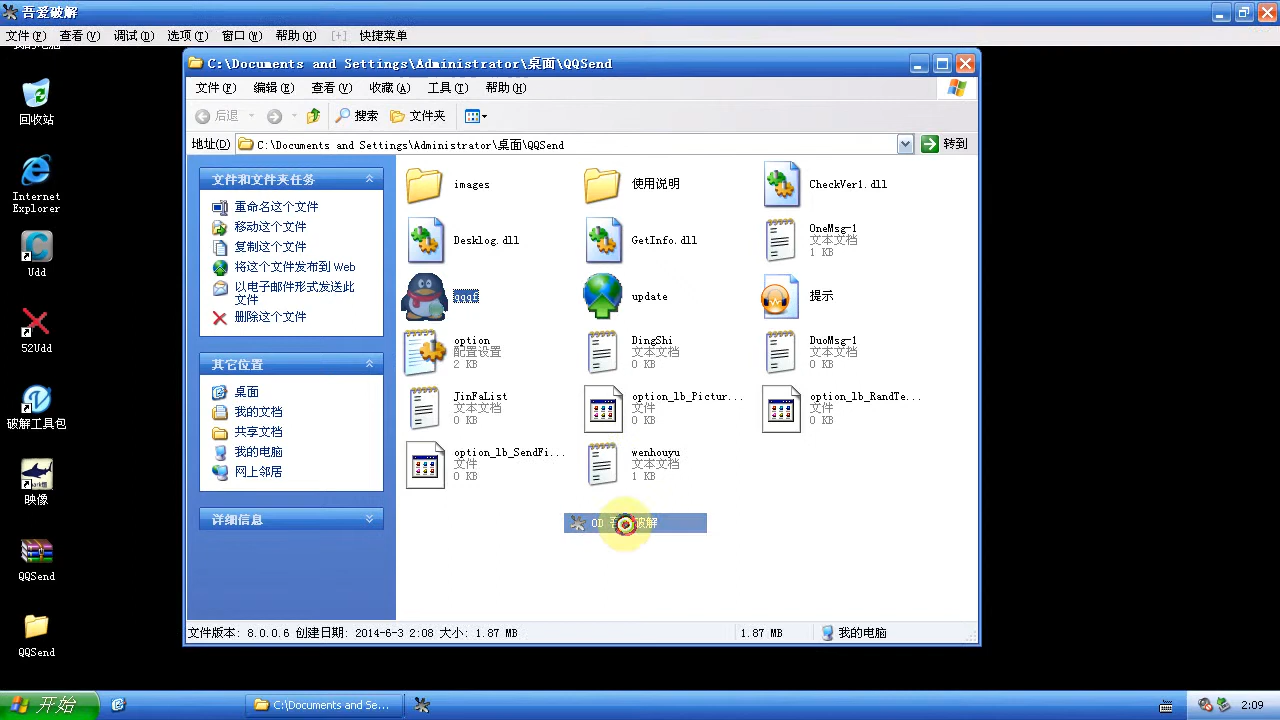 吾爱破解
文件(F) 查看(V) 调试(D) 选项(T) 窗口(W) 帮助(H) [+] 快捷菜单
C:\Documents and Settings\Administrator\桌面\QQSend
文件(F) 编辑(E) 查看(V) 收藏(A) 工具(T) 帮助(H)
后退 搜索 文件夹
地址(D) C:\Documents and Settings\Administrator\桌面\QQSend 转到
回收站
Internet
Explorer
Udd
52Udd
破解工具包
映像
QQSend
QQSend
文件和文件夹任务
重命名这个文件
移动这个文件
复制这个文件
将这个文件发布到 Web
以电子邮件形式发送此
文件
删除这个文件
其它位置
桌面
我的文档
共享文档
我的电脑
网上邻居
详细信息
images
使用说明
CheckVer1.dll
Desklog.dll
GetInfo.dll
OneMsg-1
文本文档
1 KB
update
提示
option
配置设置
2 KB
DingShi
文本文档
0 KB
DuoMsg-1
文本文档
0 KB
JinFaList
文本文档
0 KB
option_lb_Pictur...
文件
0 KB
option_lb_RandTe...
文件
0 KB
option_lb_SendFi...
文件
0 KB
wenhouyu
文本文档
1 KB
OD 吾爱破解
文件版本: 8.0.0.6 创建日期: 2014-6-3 2:08 大小: 1.87 MB 1.87 MB 我的电脑
开始 C:\Documents and Se... 2:09